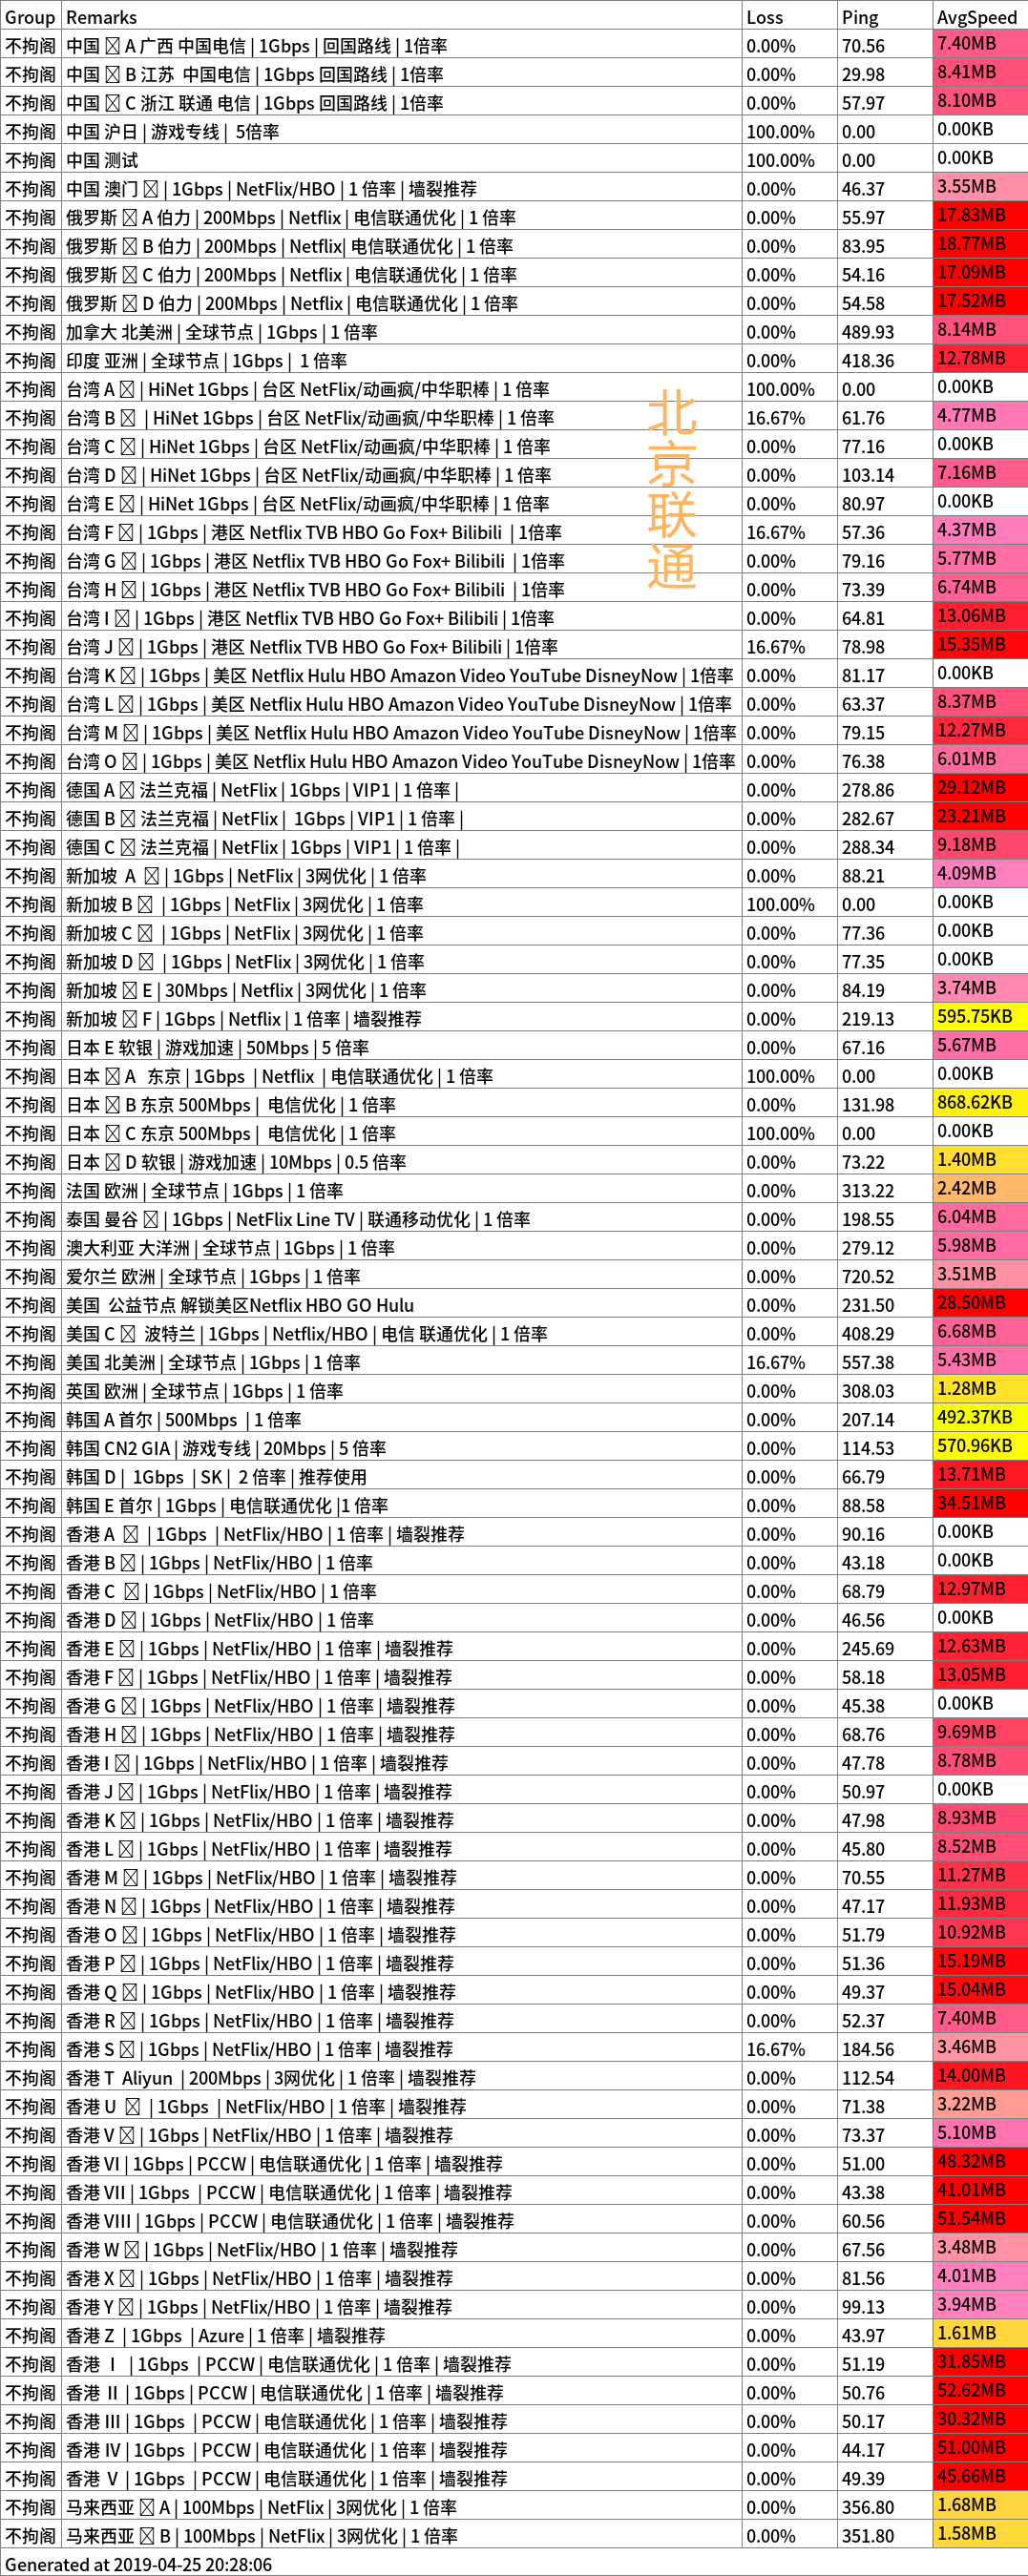 Group Remarks Loss Ping AvgSpeed
不拘阁 中国 A 广西 中国电信 | 1Gbps | 回国路线 | 1倍率 0.00% 70.56 7.40MB
不拘阁 中国 B 江苏 中国电信 | 1Gbps 回国路线 | 1倍率 0.00% 29.98 8.41MB
不拘阁 中国 C 浙江 联通 电信 | 1Gbps 回国路线 | 1倍率 0.00% 57.97 8.10MB
不拘阁 中国 沪日 | 游戏专线 | 5倍率 100.00% 0.00 0.00KB
不拘阁 中国 测试 100.00% 0.00 0.00KB
不拘阁 中国 澳门 | 1Gbps | NetFlix/HBO | 1 倍率 | 墙裂推荐 0.00% 46.37 3.55MB
不拘阁 俄罗斯 A 伯力 | 200Mbps | Netflix | 电信联通优化 | 1 倍率 0.00% 55.97 17.83MB
不拘阁 俄罗斯 B 伯力 | 200Mbps | Netflix| 电信联通优化 | 1 倍率 0.00% 83.95 18.77MB
不拘阁 俄罗斯 C 伯力 | 200Mbps | Netflix | 电信联通优化 | 1 倍率 0.00% 54.16 17.09MB
不拘阁 俄罗斯 D 伯力 | 200Mbps | Netflix | 电信联通优化 | 1 倍率 0.00% 54.58 17.52MB
不拘阁 加拿大 北美洲 | 全球节点 | 1Gbps | 1 倍率 0.00% 489.93 8.14MB
不拘阁 印度 亚洲 | 全球节点 | 1Gbps | 1 倍率 0.00% 418.36 12.78MB
不拘阁 台湾 A | HiNet 1Gbps | 台区 NetFlix/动画疯/中华职棒 | 1 倍率 100.00% 0.00 0.00KB
不拘阁 台湾 B | HiNet 1Gbps | 台区 NetFlix/动画疯/中华职棒 | 1 倍率 16.67% 61.76 4.77MB
不拘阁 台湾 C | HiNet 1Gbps | 台区 NetFlix/动画疯/中华职棒 | 1 倍率 0.00% 77.16 0.00KB
不拘阁 台湾 D | HiNet 1Gbps | 台区 NetFlix/动画疯/中华职棒 | 1 倍率 0.00% 103.14 7.16MB
不拘阁 台湾 E | HiNet 1Gbps | 台区 NetFlix/动画疯/中华职棒 | 1 倍率 0.00% 80.97 0.00KB
北京联通
不拘阁 台湾 F | 1Gbps | 港区 Netflix TVB HBO Go Fox+ Bilibili | 1倍率 16.67% 57.36 4.37MB
不拘阁 台湾 G | 1Gbps | 港区 Netflix TVB HBO Go Fox+ Bilibili | 1倍率 0.00% 79.16 5.77MB
不拘阁 台湾 H | 1Gbps | 港区 Netflix TVB HBO Go Fox+ Bilibili | 1倍率 0.00% 73.39 6.74MB
不拘阁 台湾 I | 1Gbps | 港区 Netflix TVB HBO Go Fox+ Bilibili | 1倍率 0.00% 64.81 13.06MB
不拘阁 台湾 J | 1Gbps | 港区 Netflix TVB HBO Go Fox+ Bilibili | 1倍率 16.67% 78.98 15.35MB
不拘阁 台湾 K | 1Gbps | 美区 Netflix Hulu HBO Amazon Video YouTube DisneyNow | 1倍率 0.00% 81.17 0.00KB
不拘阁 台湾 L | 1Gbps | 美区 Netflix Hulu HBO Amazon Video YouTube DisneyNow | 1倍率 0.00% 63.37 8.37MB
不拘阁 台湾 M | 1Gbps | 美区 Netflix Hulu HBO Amazon Video YouTube DisneyNow | 1倍率 0.00% 79.15 12.27MB
不拘阁 台湾 O | 1Gbps | 美区 Netflix Hulu HBO Amazon Video YouTube DisneyNow | 1倍率 0.00% 76.38 6.01MB
不拘阁 德国 A 法兰克福 | NetFlix | 1Gbps | VIP1 | 1 倍率 | 0.00% 278.86 29.12MB
不拘阁 德国 B 法兰克福 | NetFlix | 1Gbps | VIP1 | 1 倍率 | 0.00% 282.67 23.21MB
不拘阁 德国 C 法兰克福 | NetFlix | 1Gbps | VIP1 | 1 倍率 | 0.00% 288.34 9.18MB
不拘阁 新加坡 A | 1Gbps | NetFlix | 3网优化 | 1 倍率 0.00% 88.21 4.09MB
不拘阁 新加坡 B | 1Gbps | NetFlix | 3网优化 | 1 倍率 100.00% 0.00 0.00KB
不拘阁 新加坡 C | 1Gbps | NetFlix | 3网优化 | 1 倍率 0.00% 77.36 0.00KB
不拘阁 新加坡 D | 1Gbps | NetFlix | 3网优化 | 1 倍率 0.00% 77.35 0.00KB
不拘阁 新加坡 E | 30Mbps | Netflix | 3网优化 | 1 倍率 0.00% 84.19 3.74MB
不拘阁 新加坡 F | 1Gbps | Netflix | 1 倍率 | 墙裂推荐 0.00% 219.13 595.75KB
不拘阁 日本 E 软银 | 游戏加速 | 50Mbps | 5 倍率 0.00% 67.16 5.67MB
不拘阁 日本 A 东京 | 1Gbps | Netflix | 电信联通优化 | 1 倍率 100.00% 0.00 0.00KB
不拘阁 日本 B 东京 500Mbps | 电信优化 | 1 倍率 0.00% 131.98 868.62KB
不拘阁 日本 C 东京 500Mbps | 电信优化 | 1 倍率 100.00% 0.00 0.00KB
不拘阁 日本 D 软银 | 游戏加速 | 10Mbps | 0.5 倍率 0.00% 73.22 1.40MB
不拘阁 法国 欧洲 | 全球节点 | 1Gbps | 1 倍率 0.00% 313.22 2.42MB
不拘阁 泰国 曼谷 | 1Gbps | NetFlix Line TV | 联通移动优化 | 1 倍率 0.00% 198.55 6.04MB
不拘阁 澳大利亚 大洋洲 | 全球节点 | 1Gbps | 1 倍率 0.00% 279.12 5.98MB
不拘阁 爱尔兰 欧洲 | 全球节点 | 1Gbps | 1 倍率 0.00% 720.52 3.51MB
不拘阁 美国 公益节点 解锁美区Netflix HBO GO Hulu 0.00% 231.50 28.50MB
不拘阁 美国 C 波特兰 | 1Gbps | Netflix/HBO | 电信 联通优化 | 1 倍率 0.00% 408.29 6.68MB
不拘阁 美国 北美洲 | 全球节点 | 1Gbps | 1 倍率 16.67% 557.38 5.43MB
不拘阁 英国 欧洲 | 全球节点 | 1Gbps | 1 倍率 0.00% 308.03 1.28MB
不拘阁 韩国 A 首尔 | 500Mbps | 1 倍率 0.00% 207.14 492.37KB
不拘阁 韩国 CN2 GIA | 游戏专线 | 20Mbps | 5 倍率 0.00% 114.53 570.96KB
不拘阁 韩国 D | 1Gbps | SK | 2 倍率 | 推荐使用 0.00% 66.79 13.71MB
不拘阁 韩国 E 首尔 | 1Gbps | 电信联通优化 |1 倍率 0.00% 88.58 34.51MB
不拘阁 香港 A | 1Gbps | NetFlix/HBO | 1 倍率 | 墙裂推荐 0.00% 90.16 0.00KB
不拘阁 香港 B | 1Gbps | NetFlix/HBO | 1 倍率 0.00% 43.18 0.00KB
不拘阁 香港 C | 1Gbps | NetFlix/HBO | 1 倍率 0.00% 68.79 12.97MB
不拘阁 香港 D | 1Gbps | NetFlix/HBO | 1 倍率 0.00% 46.56 0.00KB
不拘阁 香港 E | 1Gbps | NetFlix/HBO | 1 倍率 | 墙裂推荐 0.00% 245.69 12.63MB
不拘阁 香港 F | 1Gbps | NetFlix/HBO | 1 倍率 | 墙裂推荐 0.00% 58.18 13.05MB
不拘阁 香港 G | 1Gbps | NetFlix/HBO | 1 倍率 | 墙裂推荐 0.00% 45.38 0.00KB
不拘阁 香港 H | 1Gbps | NetFlix/HBO | 1 倍率 | 墙裂推荐 0.00% 68.76 9.69MB
不拘阁 香港 I | 1Gbps | NetFlix/HBO | 1 倍率 | 墙裂推荐 0.00% 47.78 8.78MB
不拘阁 香港 J | 1Gbps | NetFlix/HBO | 1 倍率 | 墙裂推荐 0.00% 50.97 0.00KB
不拘阁 香港 K | 1Gbps | NetFlix/HBO | 1 倍率 | 墙裂推荐 0.00% 47.98 8.93MB
不拘阁 香港 L | 1Gbps | NetFlix/HBO | 1 倍率 | 墙裂推荐 0.00% 45.80 8.52MB
不拘阁 香港 M | 1Gbps | NetFlix/HBO | 1 倍率 | 墙裂推荐 0.00% 70.55 11.27MB
不拘阁 香港 N | 1Gbps | NetFlix/HBO | 1 倍率 | 墙裂推荐 0.00% 47.17 11.93MB
不拘阁 香港 O | 1Gbps | NetFlix/HBO | 1 倍率 | 墙裂推荐 0.00% 51.79 10.92MB
不拘阁 香港 P | 1Gbps | NetFlix/HBO | 1 倍率 | 墙裂推荐 0.00% 51.36 15.19MB
不拘阁 香港 Q | 1Gbps | NetFlix/HBO | 1 倍率 | 墙裂推荐 0.00% 49.37 15.04MB
不拘阁 香港 R | 1Gbps | NetFlix/HBO | 1 倍率 | 墙裂推荐 0.00% 52.37 7.40MB
不拘阁 香港 S | 1Gbps | NetFlix/HBO | 1 倍率 | 墙裂推荐 16.67% 184.56 3.46MB
不拘阁 香港 T Aliyun | 200Mbps | 3网优化 | 1 倍率 | 墙裂推荐 0.00% 112.54 14.00MB
不拘阁 香港 U | 1Gbps | NetFlix/HBO | 1 倍率 | 墙裂推荐 0.00% 71.38 3.22MB
不拘阁 香港 V | 1Gbps | NetFlix/HBO | 1 倍率 | 墙裂推荐 0.00% 73.37 5.10MB
不拘阁 香港 VI | 1Gbps | PCCW | 电信联通优化 | 1 倍率 | 墙裂推荐 0.00% 51.00 48.32MB
不拘阁 香港 VII | 1Gbps | PCCW | 电信联通优化 | 1 倍率 | 墙裂推荐 0.00% 43.38 41.01MB
不拘阁 香港 VIII | 1Gbps | PCCW | 电信联通优化 | 1 倍率 | 墙裂推荐 0.00% 60.56 51.54MB
不拘阁 香港 W | 1Gbps | NetFlix/HBO | 1 倍率 | 墙裂推荐 0.00% 67.56 3.48MB
不拘阁 香港 X | 1Gbps | NetFlix/HBO | 1 倍率 | 墙裂推荐 0.00% 81.56 4.01MB
不拘阁 香港 Y | 1Gbps | NetFlix/HBO | 1 倍率 | 墙裂推荐 0.00% 99.13 3.94MB
不拘阁 香港 Z | 1Gbps | Azure | 1 倍率 | 墙裂推荐 0.00% 43.97 1.61MB
不拘阁 香港 Ⅰ | 1Gbps | PCCW | 电信联通优化 | 1 倍率 | 墙裂推荐 0.00% 51.19 31.85MB
不拘阁 香港 Ⅱ | 1Gbps | PCCW | 电信联通优化 | 1 倍率 | 墙裂推荐 0.00% 50.76 52.62MB
不拘阁 香港 Ⅲ | 1Gbps | PCCW | 电信联通优化 | 1 倍率 | 墙裂推荐 0.00% 50.17 30.32MB
不拘阁 香港 Ⅳ | 1Gbps | PCCW | 电信联通优化 | 1 倍率 | 墙裂推荐 0.00% 44.17 51.00MB
不拘阁 香港 Ⅴ | 1Gbps | PCCW | 电信联通优化 | 1 倍率 | 墙裂推荐 0.00% 49.39 45.66MB
不拘阁 马来西亚 A | 100Mbps | NetFlix | 3网优化 | 1 倍率 0.00% 356.80 1.68MB
不拘阁 马来西亚 B | 100Mbps | NetFlix | 3网优化 | 1 倍率 0.00% 351.80 1.58MB
Generated at 2019-04-25 20:28:06